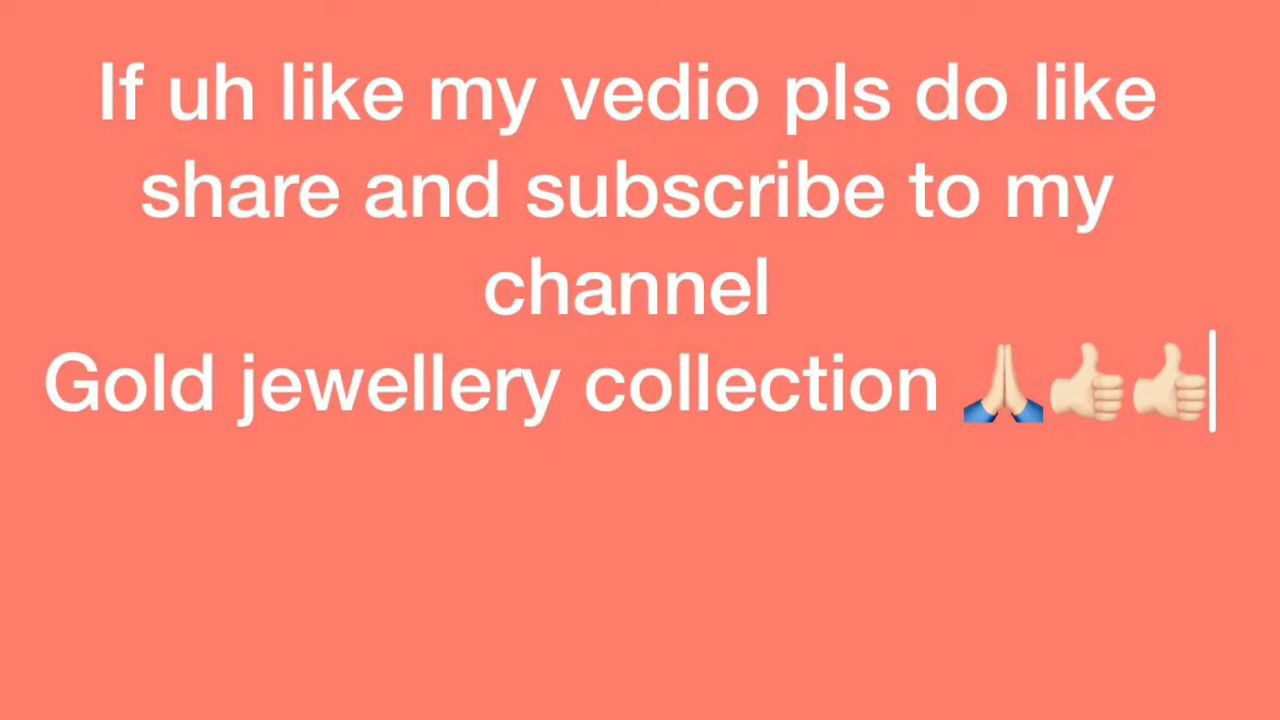 If uh like my vedio pls do like
share and subscribe to my
channel
Gold jewellery collection 🙏🏻👍🏻👍🏻